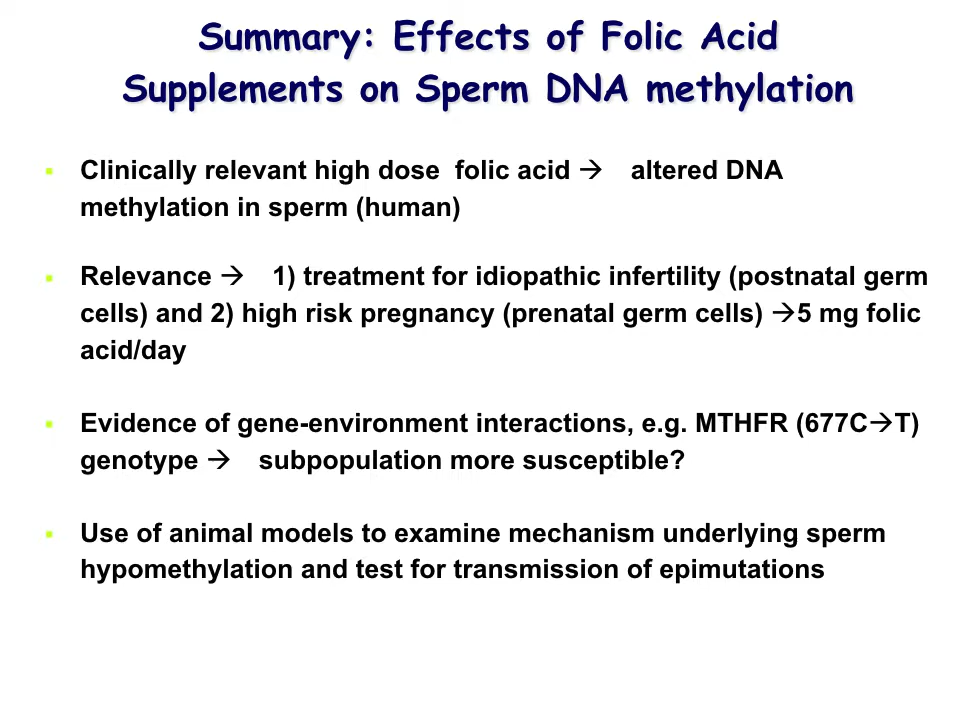 Summary: Effects of Folic Acid
Supplements on Sperm DNA methylation
▪ Clinically relevant high dose  folic acid → altered DNA
methylation in sperm (human)
▪ Relevance → 1) treatment for idiopathic infertility (postnatal germ
cells) and 2) high risk pregnancy (prenatal germ cells) →5 mg folic
acid/day
▪ Evidence of gene-environment interactions, e.g. MTHFR (677C→T)
genotype → subpopulation more susceptible?
▪ Use of animal models to examine mechanism underlying sperm
hypomethylation and test for transmission of epimutations